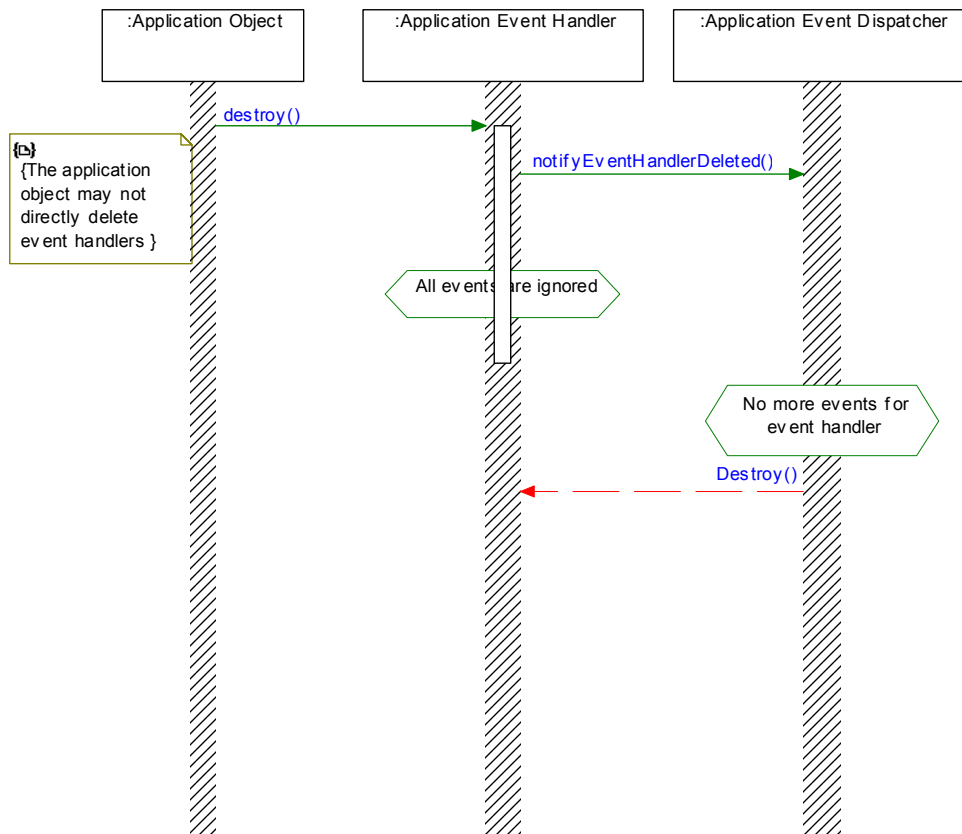 :Application Object
:Application Event Handler
:Application Event Dispatcher
destroy()
{The application
object may not
directly delete
event handlers }
notifyEventHandlerDeleted()
All events are ignored
No more events for
event handler
Destroy()